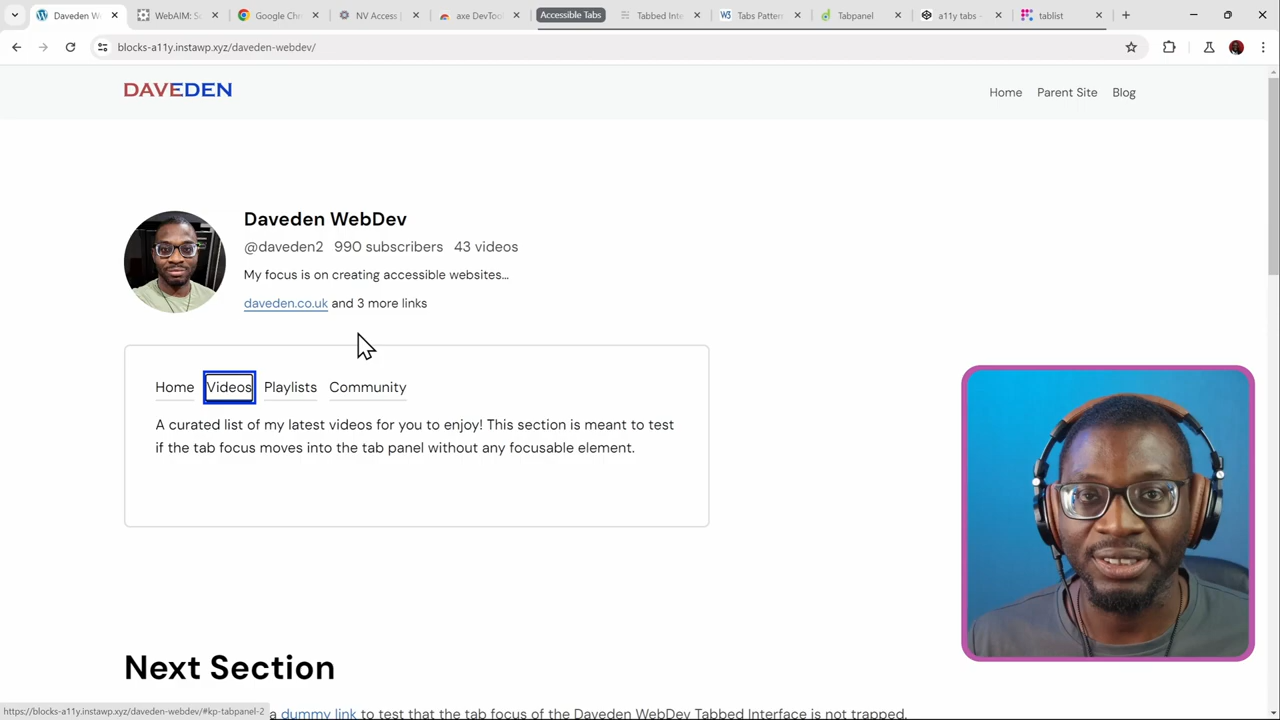 Daveden W
WebAIM: S
Google Ch
NV Access |
axe DevToo
Accessible Tabs
Tabbed Inte
Tabs Pattern
Tabpanel
a11y tabs -
tablist
blocks-a11y.instawp.xyz/daveden-webdev/
DAVEDEN
Home Parent Site Blog
Daveden WebDev
@daveden2 990 subscribers 43 videos
My focus is on creating accessible websites...
daveden.co.uk and 3 more links
Home Videos Playlists Community
A curated list of my latest videos for you to enjoy! This section is meant to test
if the tab focus moves into the tab panel without any focusable element.
Next Section
a dummy link to test that the tab focus of the Daveden WebDev Tabbed Interface is not trapped.
https://blocks-a11y.instawp.xyz/daveden-webdev/#kp-tabpanel-2